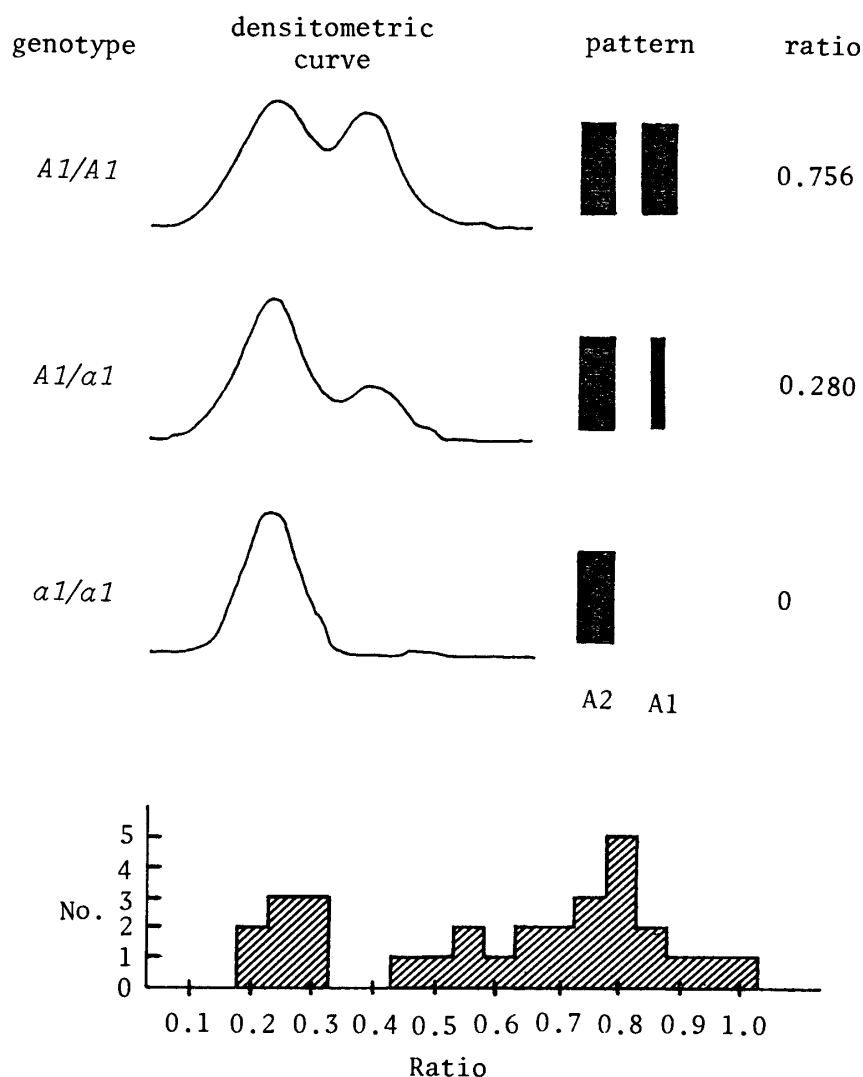 genotype densitometric curve pattern ratio
A1/A1 0.756
A1/a1 0.280
a1/a1 0
A2 A1
5
4
3
2
1
0
No.
0.1 0.2 0.3 0.4 0.5 0.6 0.7 0.8 0.9 1.0
Ratio